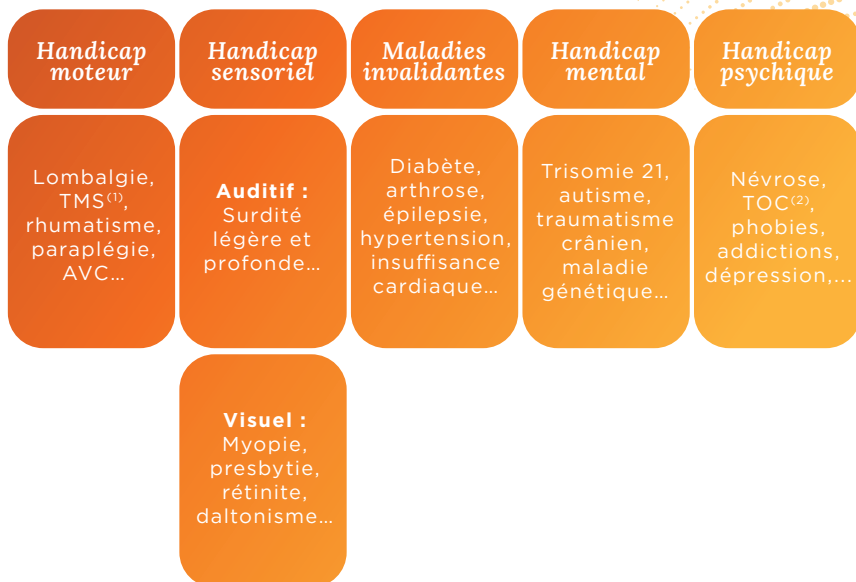 Handicap
moteur
Lombalgie,
TMS⁽¹⁾,
rhumatisme,
paraplégie,
AVC…
Handicap
sensoriel
Auditif :
Surdité
légère et
profonde…
Visuel :
Myopie,
presbytie,
rétinite,
daltonisme…
Maladies
invalidantes
Diabète,
arthrose,
épilepsie,
hypertension,
insuffisance
cardiaque…
Handicap
mental
Trisomie 21,
autisme,
traumatisme
crânien,
maladie
génétique…
Handicap
psychique
Névrose,
TOC⁽²⁾,
phobies,
addictions,
dépression,...